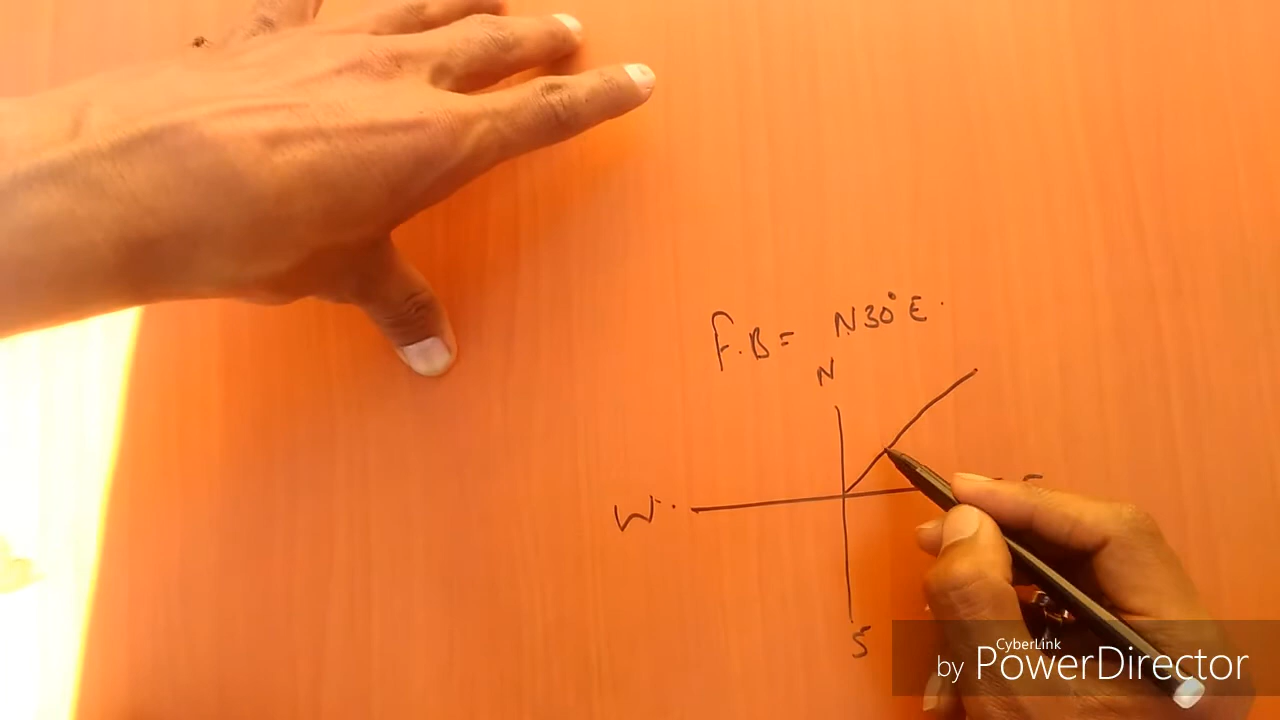 F.B = N30°E.
N
W.
S
CyberLink
by PowerDirector